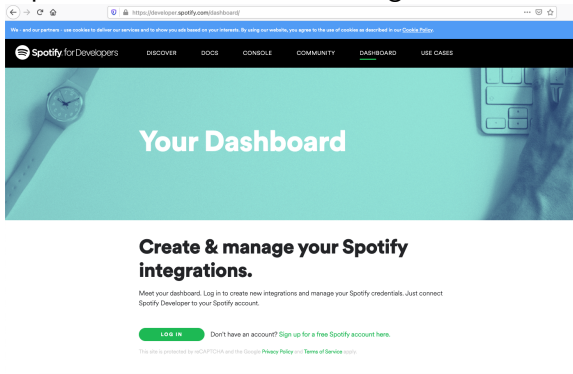 https://developer.spotify.com/dashboard/
We - and our partners - use cookies to deliver our services and to show you ads based on your interests. By using our website, you agree to the use of cookies as described in our Cookie Policy.
Spotify for Developers DISCOVER DOCS CONSOLE COMMUNITY DASHBOARD USE CASES
Your Dashboard
Create & manage your Spotify
integrations.
Meet your dashboard. Log in to create new integrations and manage your Spotify credentials. Just connect
Spotify Developer to your Spotify account.
LOG IN Don't have an account? Sign up for a free Spotify account here.
This site is protected by reCAPTCHA and the Google Privacy Policy and Terms of Service apply.